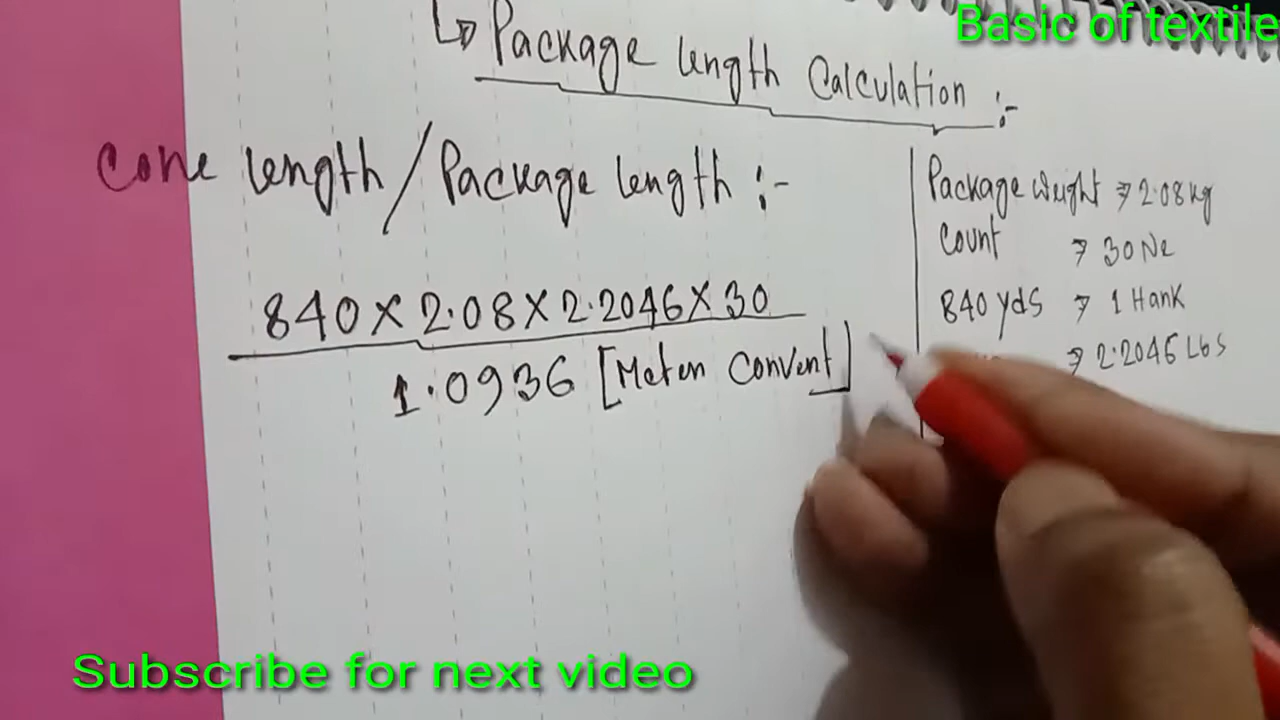 Basic of textile
↳ Package length Calculation :-
Cone length / Package length :-
840 × 2.08 × 2.2046 × 30
1.0936 [Meter Convert]
Package weight → 2.08 kg
Count → 30 Ne
840 yds → 1 Hank
→ 2.2046 Lbs
Subscribe for next video